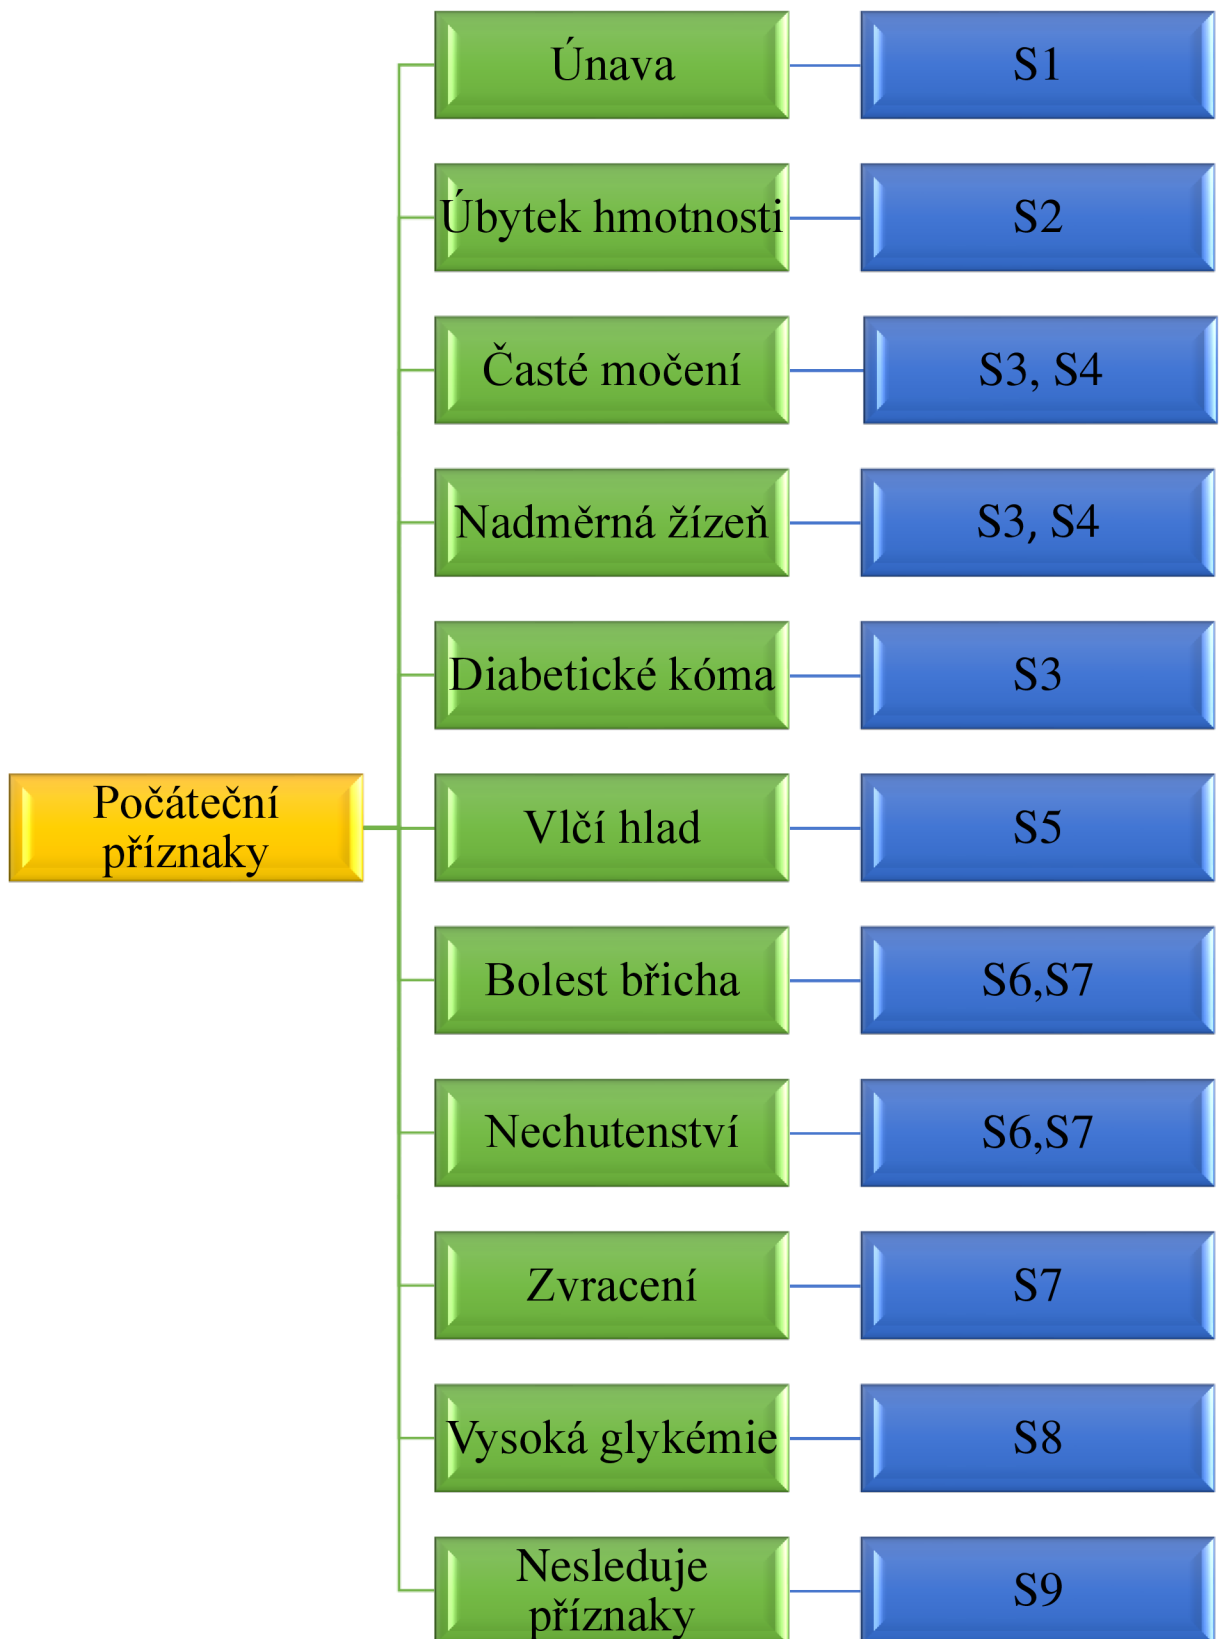 Únava
S1
Úbytek hmotnosti
S2
Časté močení
S3, S4
Nadměrná žízeň
S3, S4
Diabetické kóma
S3
Počáteční
příznaky
Vlčí hlad
S5
Bolest břicha
S6,S7
Nechutenství
S6,S7
Zvracení
S7
Vysoká glykémie
S8
Nesleduje
příznaky
S9